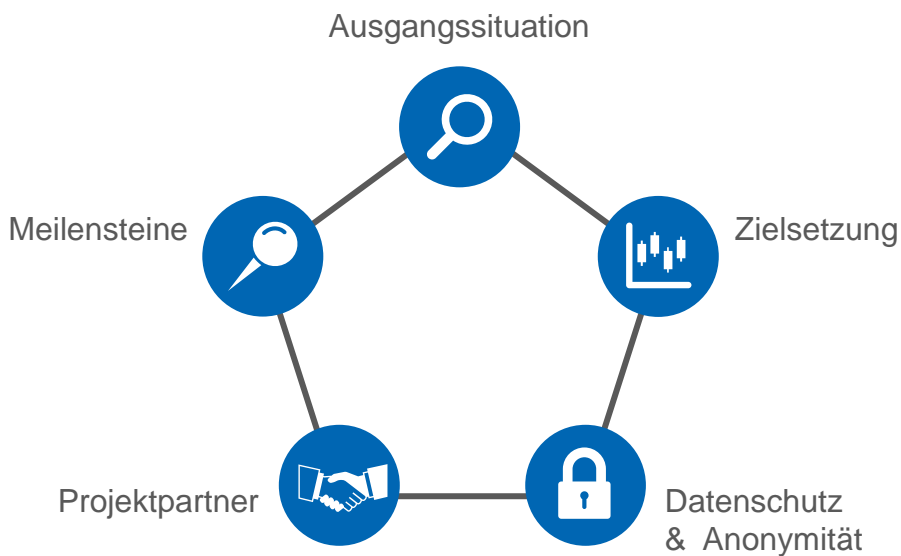 Ausgangssituation
Meilensteine
Zielsetzung
Projektpartner
Datenschutz
& Anonymität